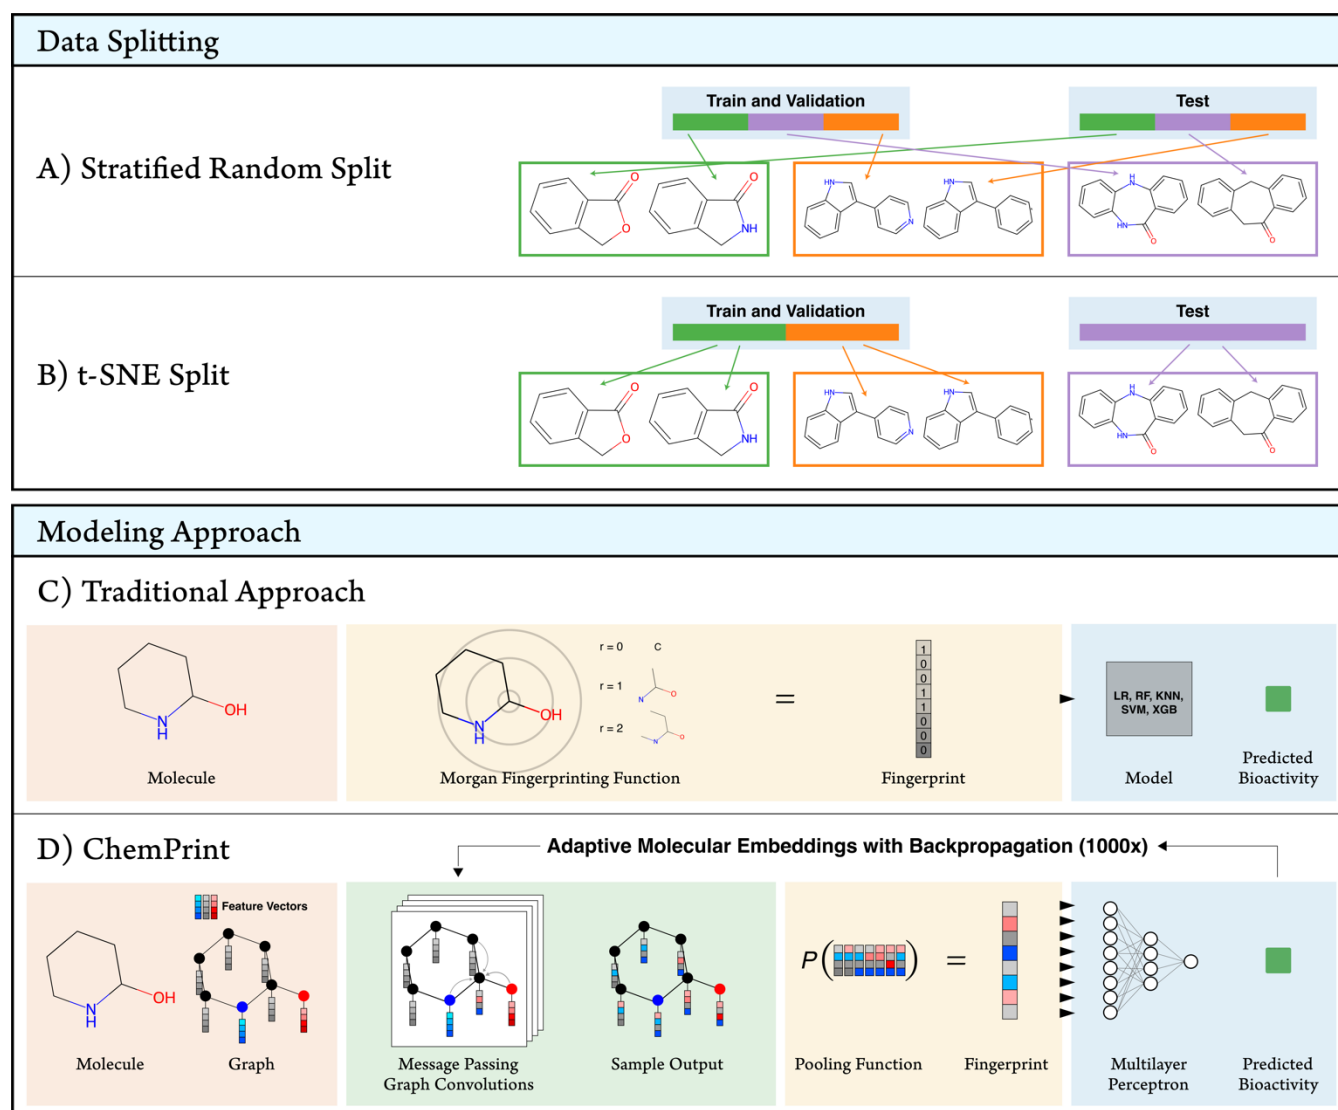 Data Splitting
A) Stratified Random Split
Train and Validation
Test
O
O
O
NH
HN
N
HN
H
N
HN
O
O
B) t-SNE Split
Train and Validation
Test
O
O
O
NH
HN
N
HN
H
N
HN
O
O
Modeling Approach
C) Traditional Approach
N
H
OH
Molecule
N
H
OH
r = 0 C
r = 1 N O
r = 2 N O
Morgan Fingerprinting Function
=
1
0
0
1
1
0
0
0
Fingerprint
LR, RF, KNN,
SVM, XGB
Model
Predicted
Bioactivity
D) ChemPrint
Adaptive Molecular Embeddings with Backpropagation (1000x)
Feature Vectors
N
H
OH
Molecule
Graph
Message Passing
Graph Convolutions
Sample Output
P( ) =
Pooling Function
Fingerprint
Multilayer
Perceptron
Predicted
Bioactivity